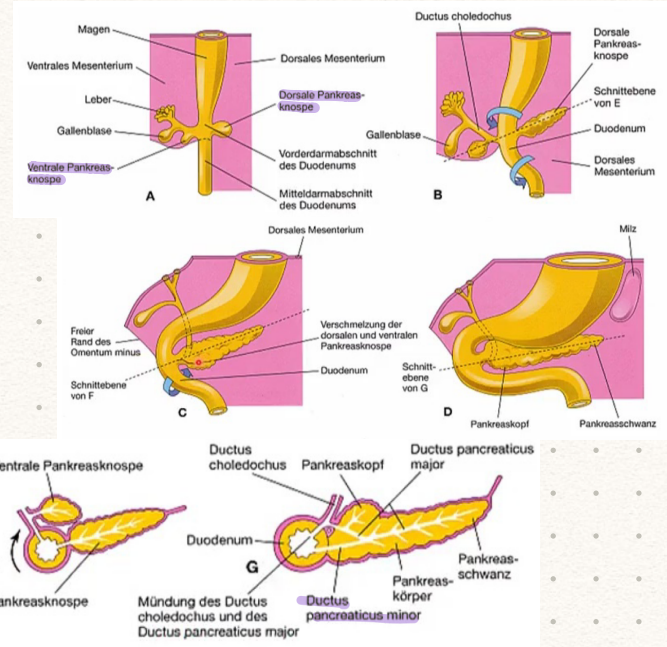 Magen
Ventrales Mesenterium
Leber
Gallenblase
Ventrale Pankreas-
knospe
Dorsales Mesenterium
Dorsale Pankreas-
knospe
Vorderdarmabschnitt
des Duodenums
Mitteldarmabschnitt
des Duodenums
A
Ductus choledochus
Dorsale
Pankreas-
knospe
Schnittebene
von E
Gallenblase
Duodenum
Dorsales
Mesenterium
B
Dorsales Mesenterium
Freier
Rand des
Omentum minus
Schnittebene
von F
Verschmelzung der
dorsalen und ventralen
Pankreasknospe
Duodenum
C
Milz
Schnitt-
ebene
von G
D
Pankreaskopf
Pankreasschwanz
entrale Pankreasknospe
ankreasknospe
Ductus
choledochus
Pankreaskopf
Ductus pancreaticus
major
Duodenum
G
Pankreas-
schwanz
Pankreas-
körper
Mündung des Ductus
choledochus und des
Ductus pancreaticus major
Ductus
pancreaticus minor